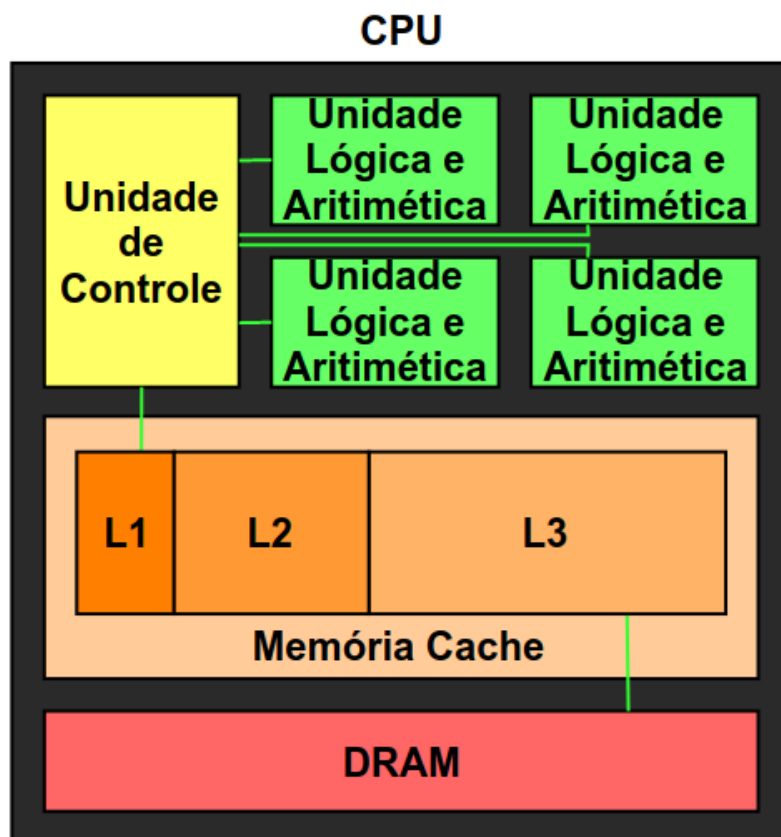 CPU
Unidade
de
Controle
Unidade
Lógica e
Aritimética
Unidade
Lógica e
Aritimética
Unidade
Lógica e
Aritimética
Unidade
Lógica e
Aritimética
L1
L2
L3
Memória Cache
DRAM